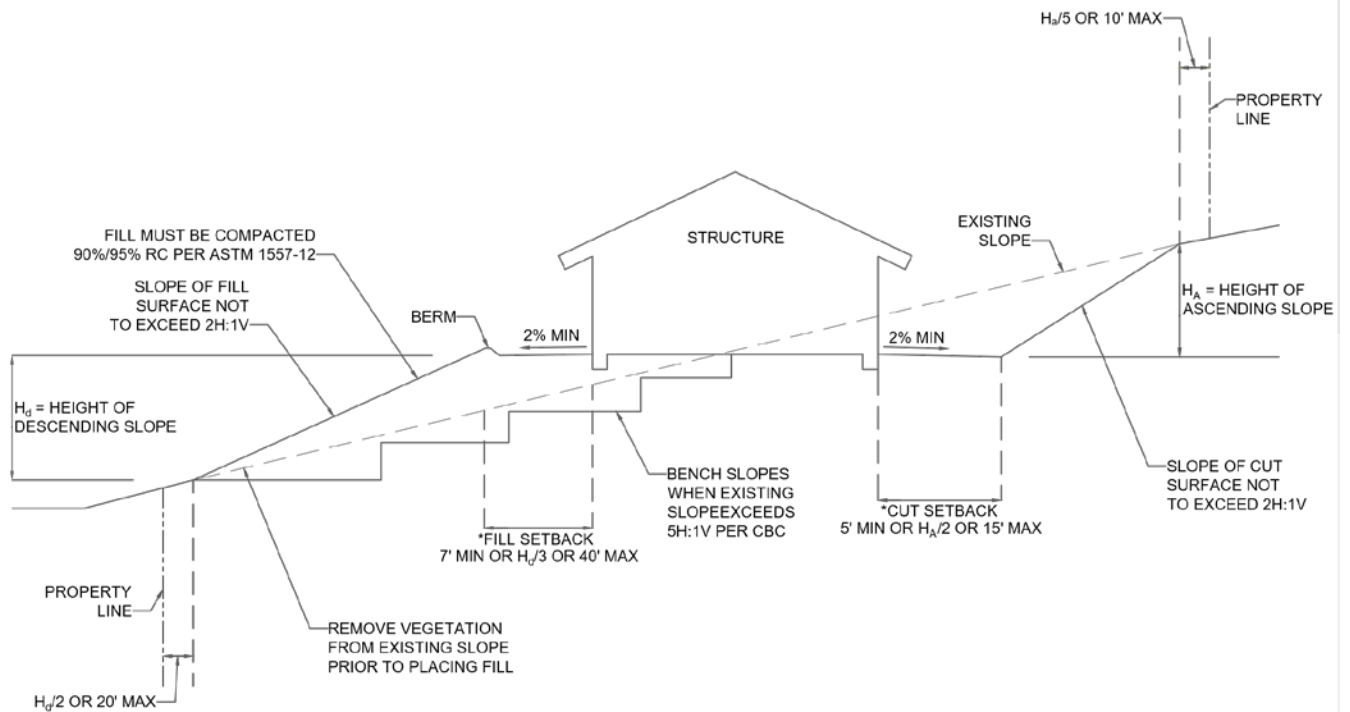 Hₐ/5 OR 10' MAX
PROPERTY
LINE
STRUCTURE
EXISTING
SLOPE
FILL MUST BE COMPACTED
90%/95% RC PER ASTM 1557-12
SLOPE OF FILL
SURFACE NOT
TO EXCEED 2H:1V
BERM
2% MIN
2% MIN
H_A = HEIGHT OF
ASCENDING SLOPE
H_d = HEIGHT OF
DESCENDING SLOPE
BENCH SLOPES
WHEN EXISTING
SLOPEEXCEEDS
5H:1V PER CBC
SLOPE OF CUT
SURFACE NOT
TO EXCEED 2H:1V
*FILL SETBACK
7' MIN OR H_d/3 OR 40' MAX
*CUT SETBACK
5' MIN OR H_A/2 OR 15' MAX
PROPERTY
LINE
REMOVE VEGETATION
FROM EXISTING SLOPE
PRIOR TO PLACING FILL
H_d/2 OR 20' MAX